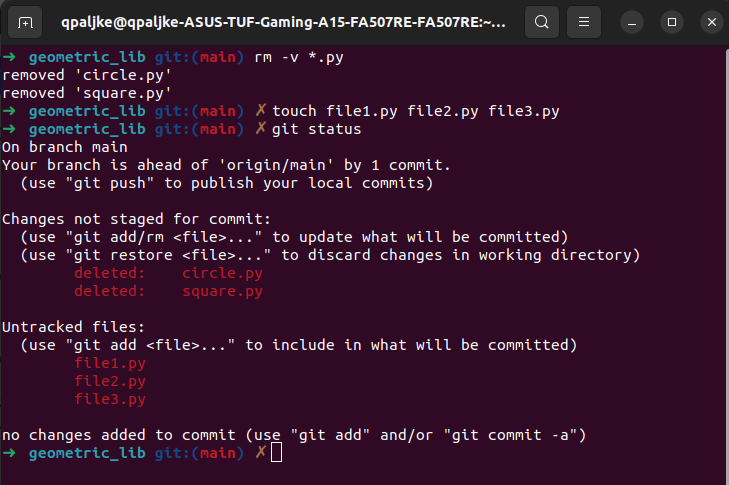 qpaljke@qpaljke-ASUS-TUF-Gaming-A15-FA507RE-FA507RE:~...
➜  geometric_lib git:(main) rm -v *.py
removed 'circle.py'
removed 'square.py'
➜  geometric_lib git:(main) ✗ touch file1.py file2.py file3.py
➜  geometric_lib git:(main) ✗ git status
On branch main
Your branch is ahead of 'origin/main' by 1 commit.
  (use "git push" to publish your local commits)
Changes not staged for commit:
  (use "git add/rm <file>..." to update what will be committed)
  (use "git restore <file>..." to discard changes in working directory)
        deleted:    circle.py
        deleted:    square.py
Untracked files:
  (use "git add <file>..." to include in what will be committed)
        file1.py
        file2.py
        file3.py
no changes added to commit (use "git add" and/or "git commit -a")
➜  geometric_lib git:(main) ✗